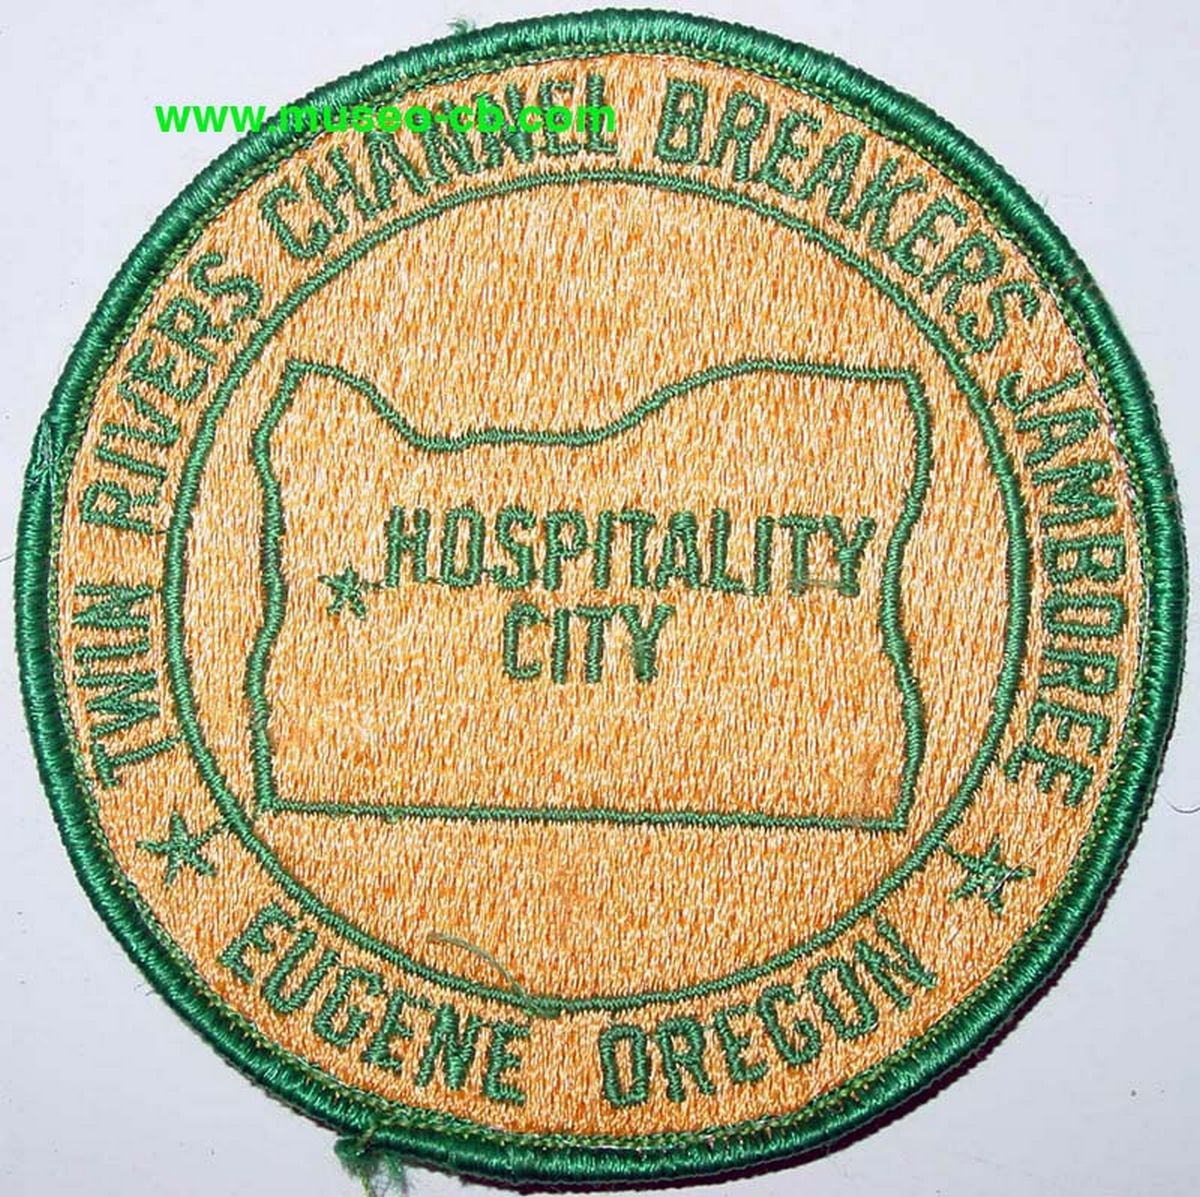 www.museo-cb.com
TWIN RIVERS CHANNEL BREAKERS JAMBOREE
HOSPITALITY
CITY
EUGENE OREGON